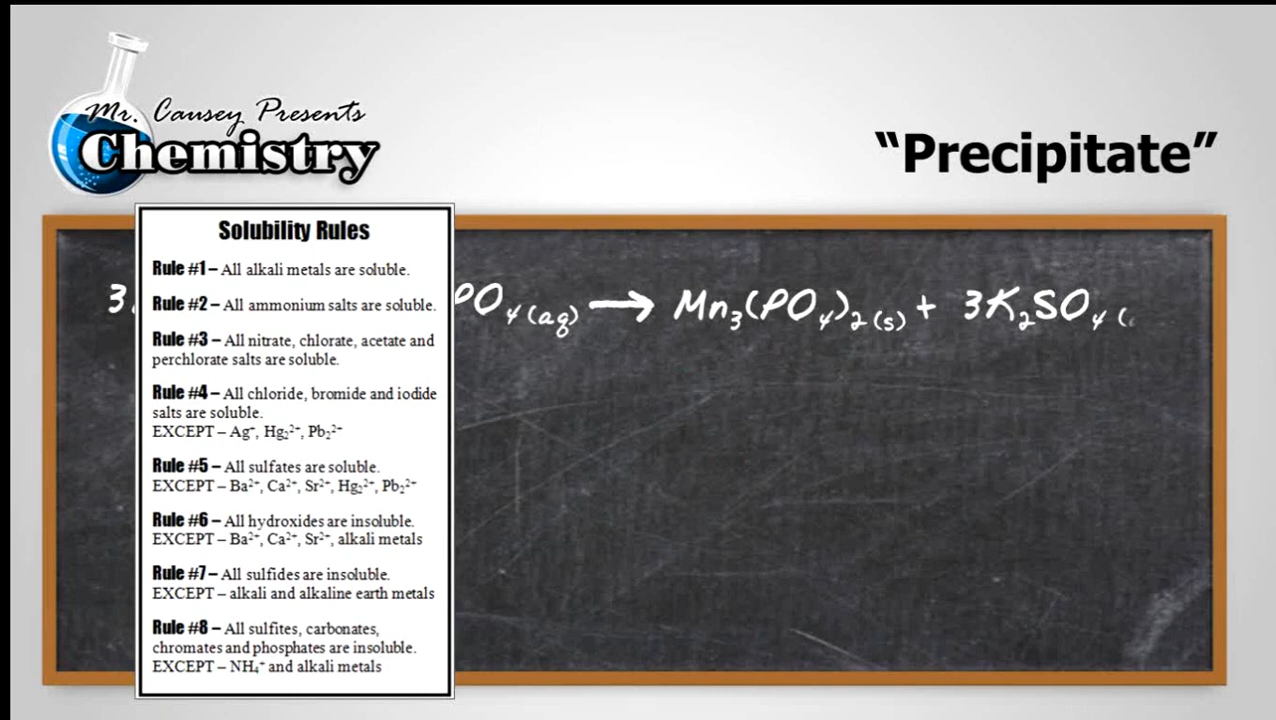 Mr. Causey Presents
Chemistry
"Precipitate"
Solubility Rules
Rule #1 – All alkali metals are soluble.
Rule #2 – All ammonium salts are soluble.
Rule #3 – All nitrate, chlorate, acetate and
perchlorate salts are soluble.
Rule #4 – All chloride, bromide and iodide
salts are soluble.
EXCEPT – Ag⁺, Hg₂²⁺, Pb₂²⁺
Rule #5 – All sulfates are soluble.
EXCEPT – Ba²⁺, Ca²⁺, Sr²⁺, Hg₂²⁺, Pb₂²⁺
Rule #6 – All hydroxides are insoluble.
EXCEPT – Ba²⁺, Ca²⁺, Sr²⁺, alkali metals
Rule #7 – All sulfides are insoluble.
EXCEPT – alkali and alkaline earth metals
Rule #8 – All sulfites, carbonates,
chromates and phosphates are insoluble.
EXCEPT – NH₄⁺ and alkali metals
3 PO₄(aq) → Mn₃(PO₄)₂(s) + 3K₂SO₄(